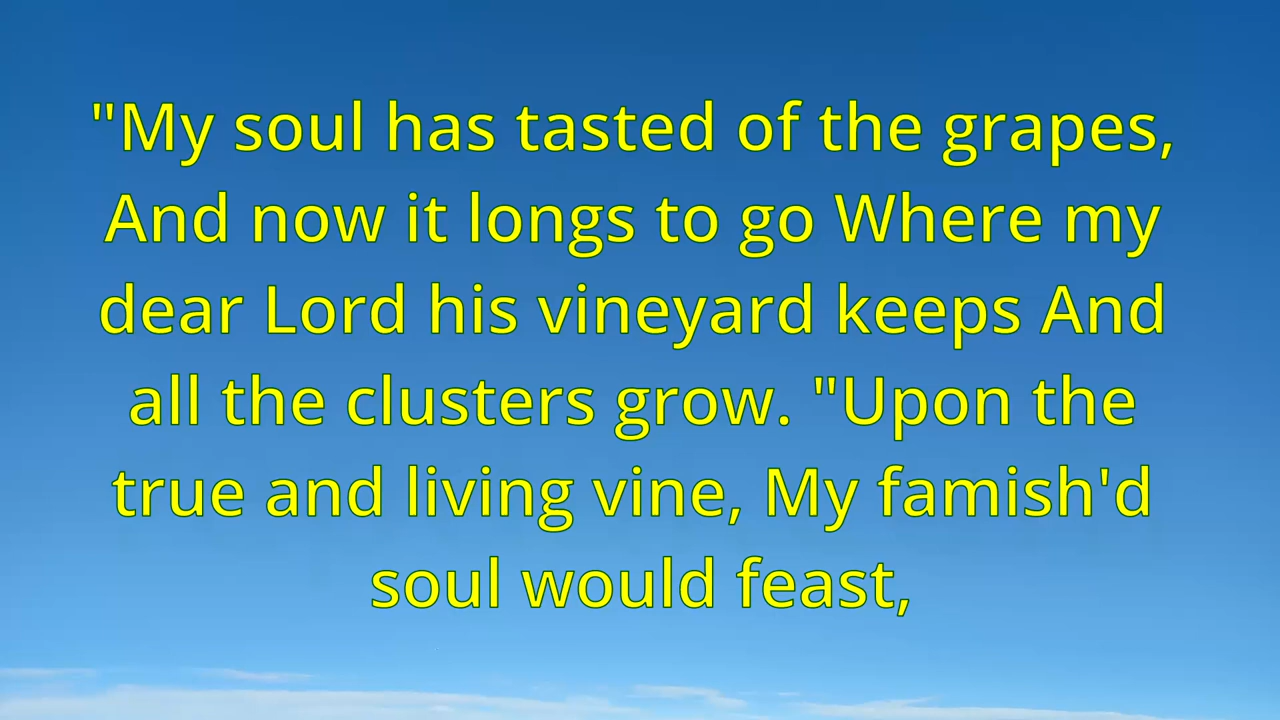 "My soul has tasted of the grapes,
And now it longs to go Where my
dear Lord his vineyard keeps And
all the clusters grow. "Upon the
true and living vine, My famish'd
soul would feast,